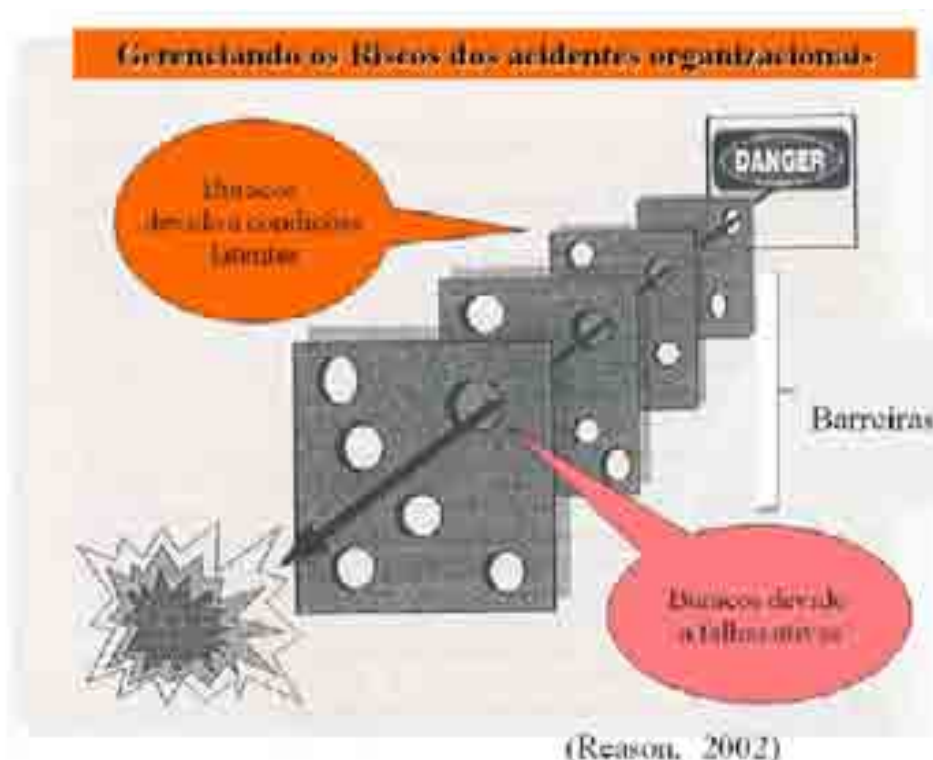 Gerenciando os Riscos dos acidentes organizacionais
DANGER
Buracos
devido a condições
latentes
Barreiras
Buracos devido
a falhas ativas
(Reason, 2002)